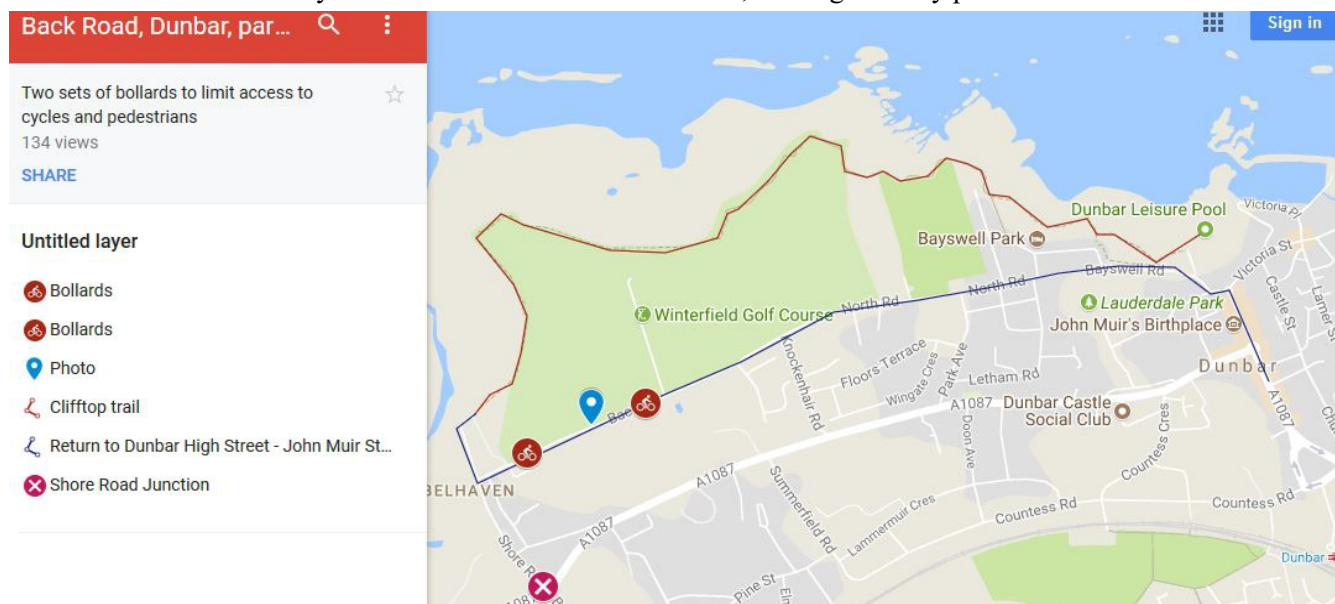 Back Road, Dunbar, par...
Sign in
Two sets of bollards to limit access to
cycles and pedestrians
134 views
SHARE
Untitled layer
Bollards
Bollards
Photo
Clifftop trail
Return to Dunbar High Street - John Muir St...
Shore Road Junction
Dunbar Leisure Pool
Victoria Pl
Bayswell Park
Victoria St
Bayswell Rd
North Rd
North Rd
Castle St
Lamer St
Lauderdale Park
Winterfield Golf Course
John Muir's Birthplace
Knockenhair Rd
Floors Terrace
Wingate Cres
Park Ave
Letham Rd
Dunbar
A1087
Dunbar Castle
Social Club
A1087
Doon Ave
Countess Cres
BELHAVEN
A1087
Summerfield Rd
Lammermuir Cres
Countess Rd
Countess Rd
A1087
Shore R
Pine St
Dunbar